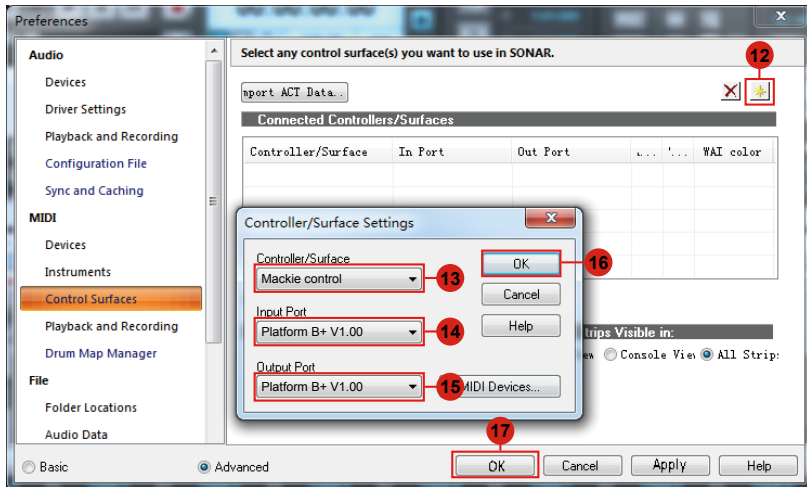 Preferences
Audio
Devices
Driver Settings
Playback and Recording
Configuration File
Sync and Caching
MIDI
Devices
Instruments
Control Surfaces
Playback and Recording
Drum Map Manager
File
Folder Locations
Audio Data
Basic
Advanced
Select any control surface(s) you want to use in SONAR.
12
mport ACT Data..
Connected Controllers/Surfaces
Controller/Surface In Port Out Port ... '... WAI color
Controller/Surface Settings
Controller/Surface
Mackie control
13
Input Port
Platform B+ V1.00
14
Output Port
Platform B+ V1.00
15
OK
16
Cancel
Help
MIDI Devices...
trips Visible in:
ew Console View All Strip:
17
OK Cancel Apply Help